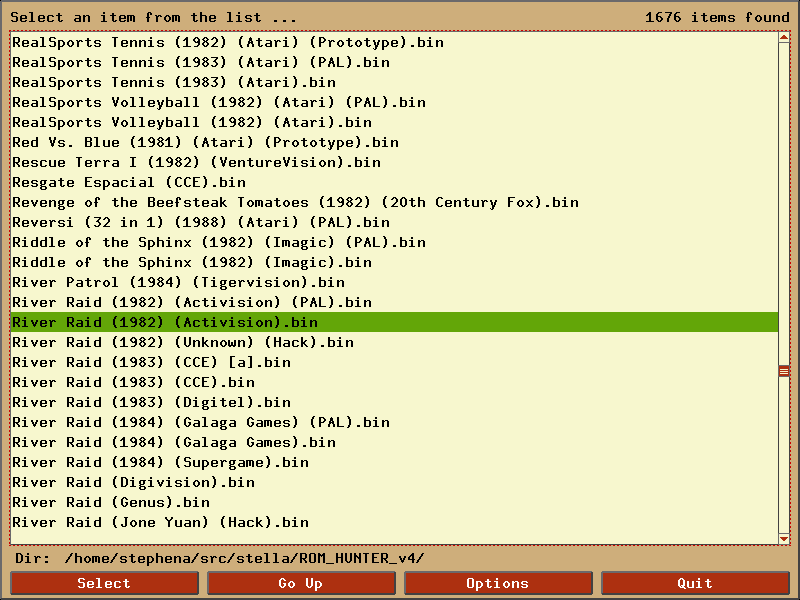 Select an item from the list ...
1676 items found
RealSports Tennis (1982) (Atari) (Prototype).bin
RealSports Tennis (1983) (Atari) (PAL).bin
RealSports Tennis (1983) (Atari).bin
RealSports Volleyball (1982) (Atari) (PAL).bin
RealSports Volleyball (1982) (Atari).bin
Red Vs. Blue (1981) (Atari) (Prototype).bin
Rescue Terra I (1982) (VentureVision).bin
Resgate Espacial (CCE).bin
Revenge of the Beefsteak Tomatoes (1982) (20th Century Fox).bin
Reversi (32 in 1) (1988) (Atari) (PAL).bin
Riddle of the Sphinx (1982) (Imagic) (PAL).bin
Riddle of the Sphinx (1982) (Imagic).bin
River Patrol (1984) (Tigervision).bin
River Raid (1982) (Activision) (PAL).bin
River Raid (1982) (Activision).bin
River Raid (1982) (Unknown) (Hack).bin
River Raid (1983) (CCE) [a].bin
River Raid (1983) (CCE).bin
River Raid (1983) (Digitel).bin
River Raid (1984) (Galaga Games) (PAL).bin
River Raid (1984) (Galaga Games).bin
River Raid (1984) (Supergame).bin
River Raid (Digivision).bin
River Raid (Genus).bin
River Raid (Jone Yuan) (Hack).bin
Dir: /home/stephena/src/stella/ROM_HUNTER_v4/
Select
Go Up
Options
Quit